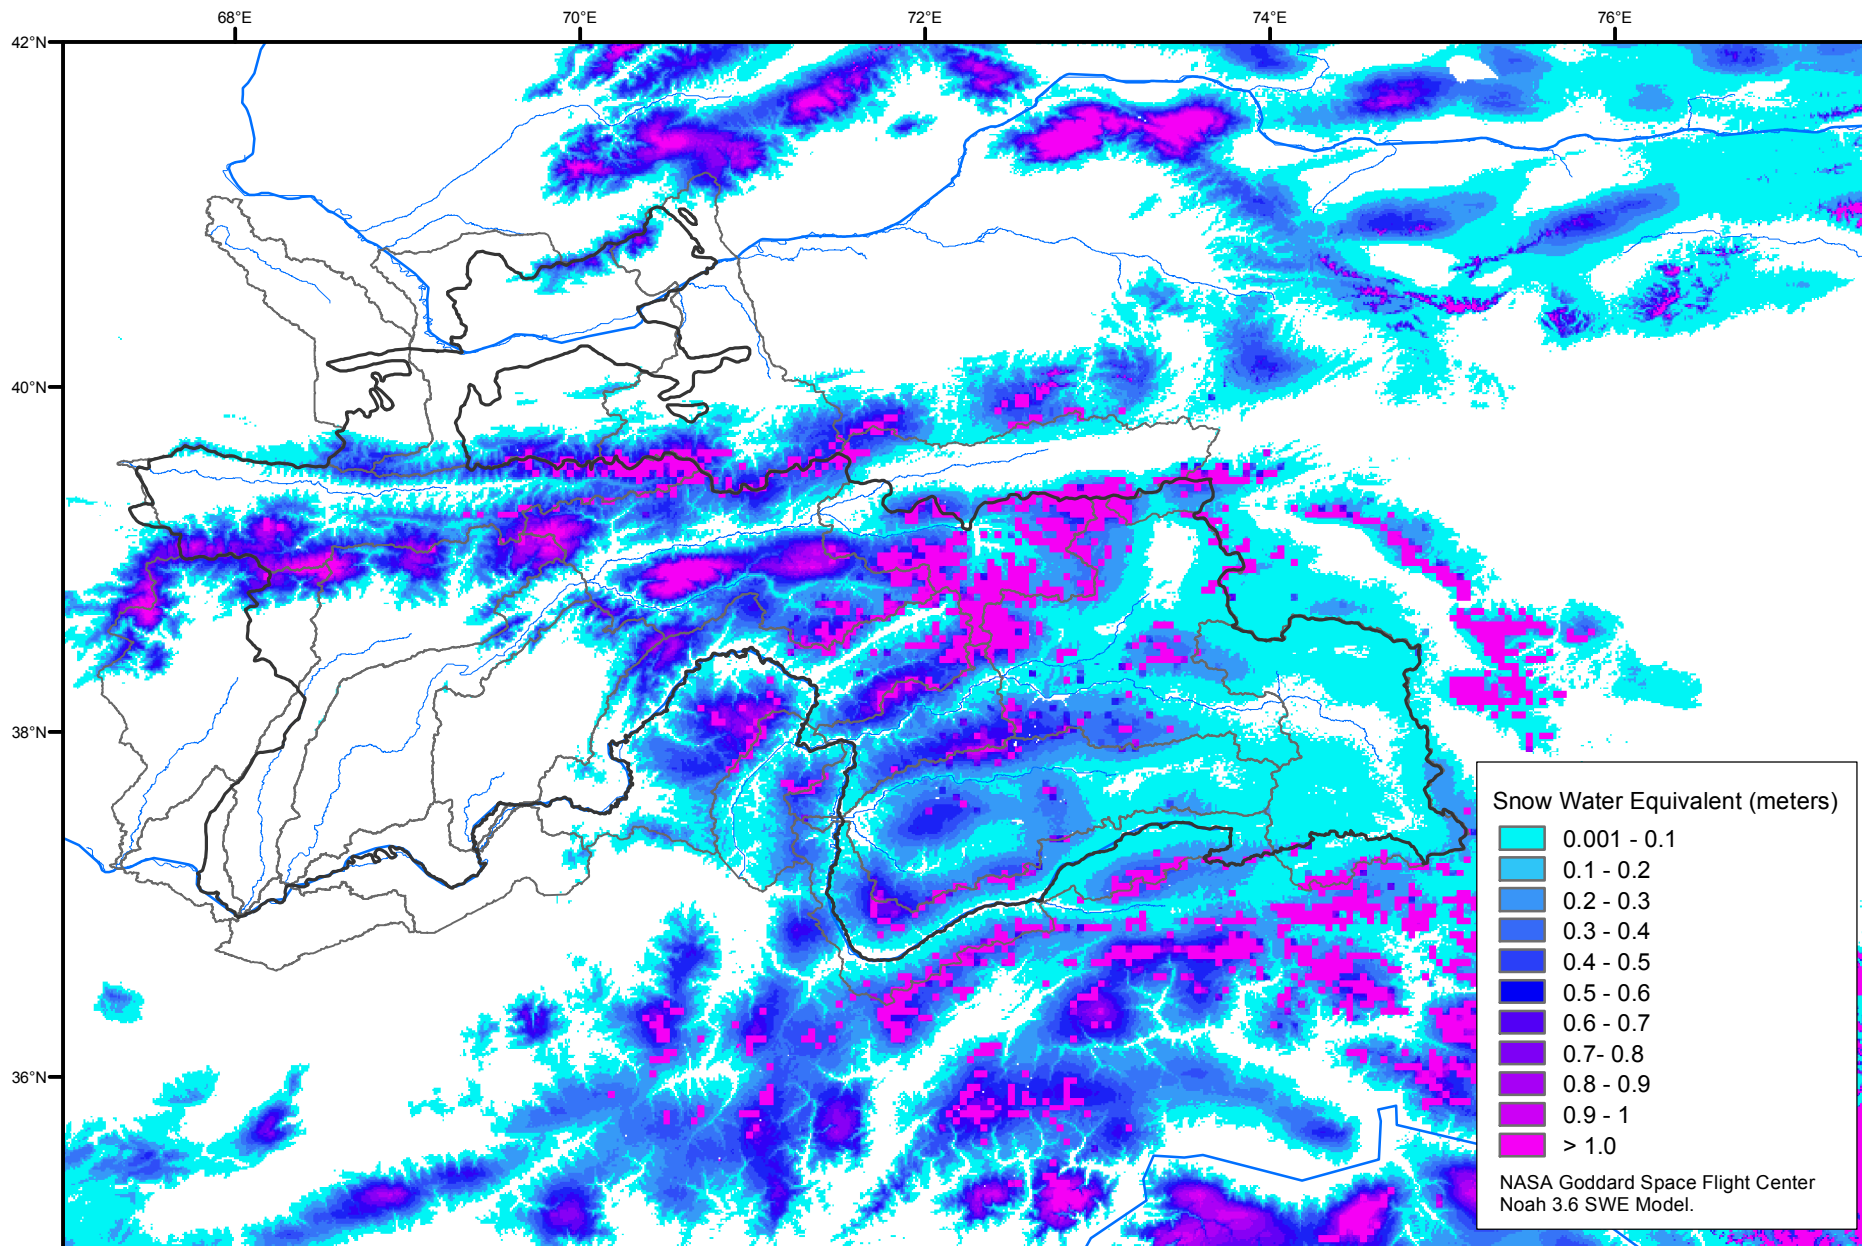 68°E
70°E
72°E
74°E
76°E
42°N
40°N
38°N
36°N
Snow Water Equivalent (meters)
0.001 - 0.1
0.1 - 0.2
0.2 - 0.3
0.3 - 0.4
0.4 - 0.5
0.5 - 0.6
0.6 - 0.7
0.7- 0.8
0.8 - 0.9
0.9 - 1
> 1.0
NASA Goddard Space Flight Center
Noah 3.6 SWE Model.